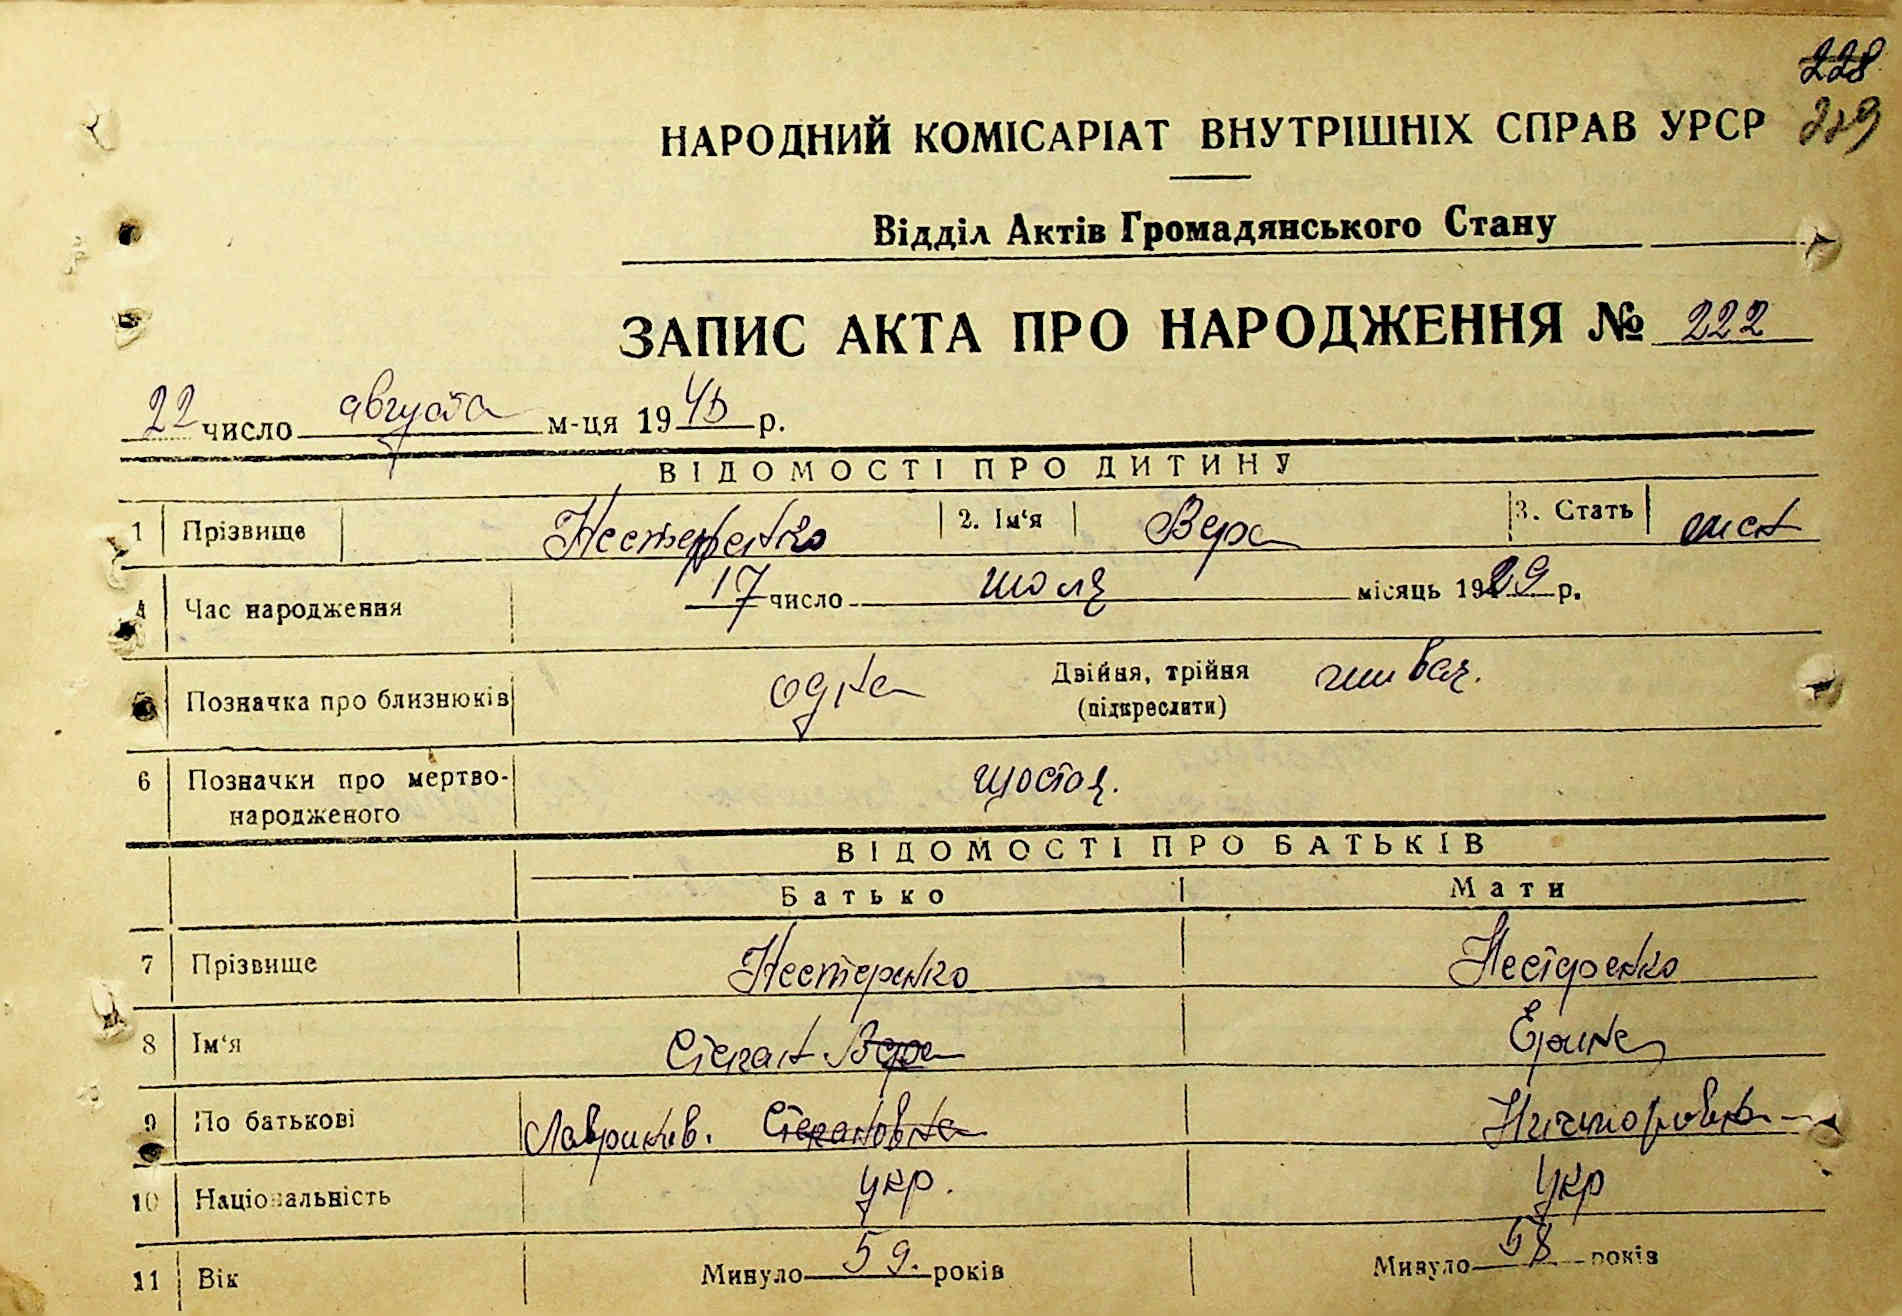 228
229
НАРОДНИЙ КОМІСАРІАТ ВНУТРІШНІХ СПРАВ УРСР
Відділ Актів Громадянського Стану
ЗАПИС АКТА ПРО НАРОДЖЕННЯ № 222
22 число августа м-ця 1945 р.
ВІДОМОСТІ ПРО ДИТИНУ
1 Прізвище Нестеренко 2. Ім'я Вера 3. Стать
4 Час народження 17 число июля місяць 1929 р.
5 Позначка про близнюків одна Двійня, трійня
(підкреслити)
6 Позначки про мертво-
народженого шостая.
ВІДОМОСТІ ПРО БАТЬКІВ
Батько Мати
7 Прізвище Нестеренко Нестеренко
8 Ім'я Степан Вера Ерина
9 По батькові Степановна Ничипоровна
10 Національність укр. укр
11 Вік Минуло 59. років Минуло 58 років